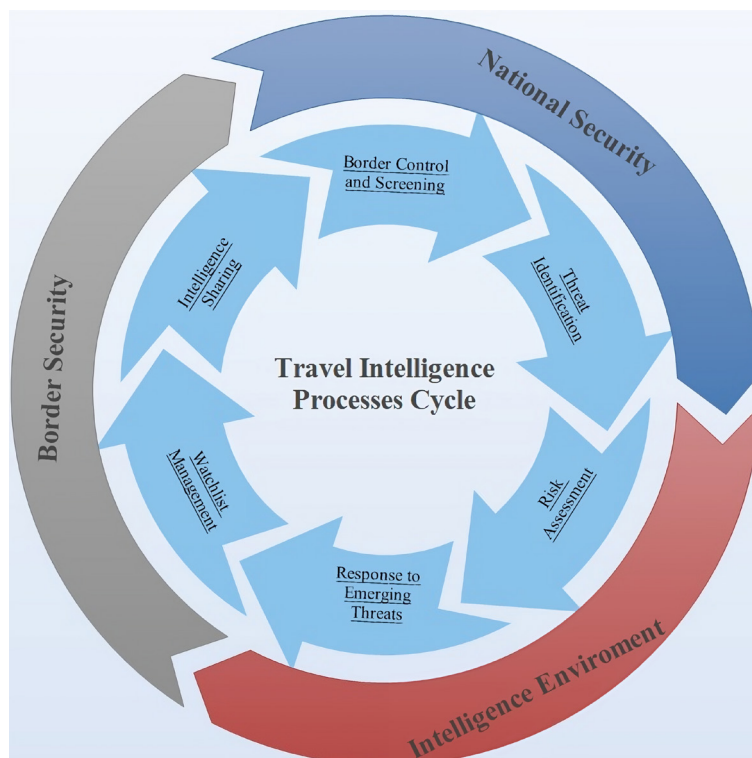 National Security
Border Control
and Screening
Threat
Identification
Risk
Assessment
Response to
Emerging
Threats
Watchlist
Management
Intelligence
Sharing
Travel Intelligence
Processes Cycle
Border Security
Intelligence Enviroment